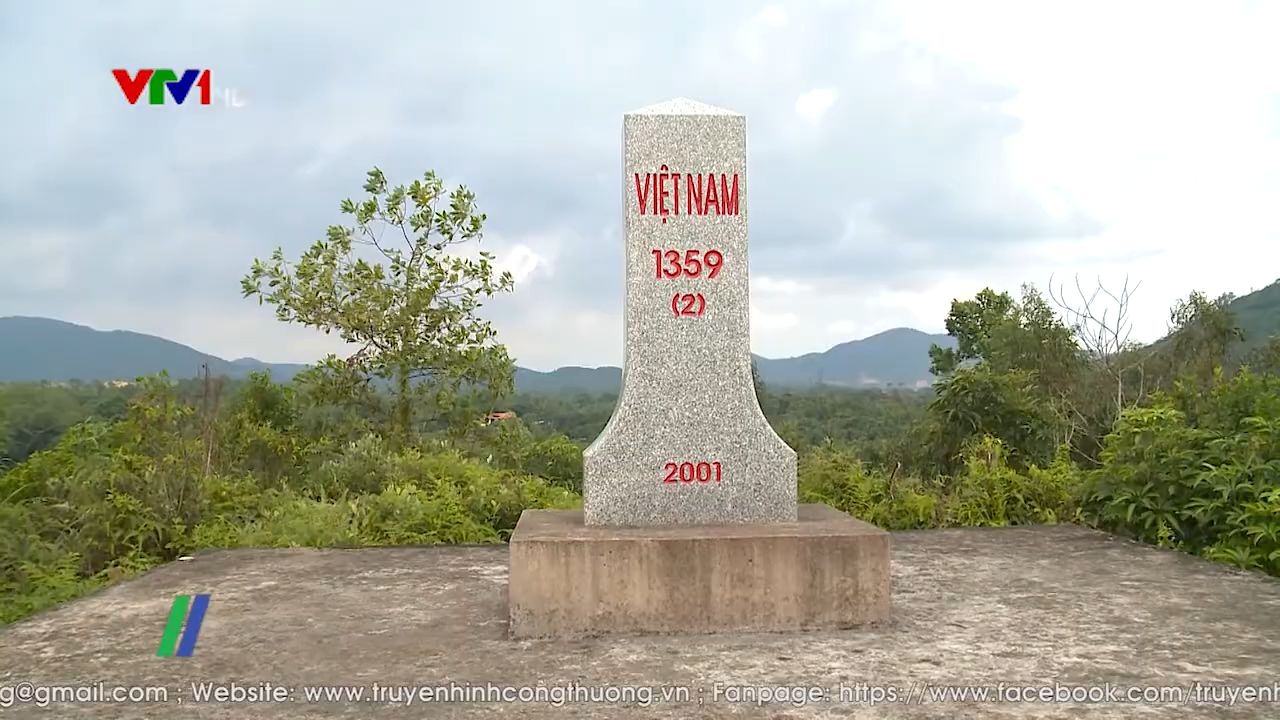 VTV1
VIỆT NAM
1359
(2)
2001
g@gmail.com ; Website: www.truyenhinhcongthuong.vn ; Fanpage: https://www.facebook.com/truyenh